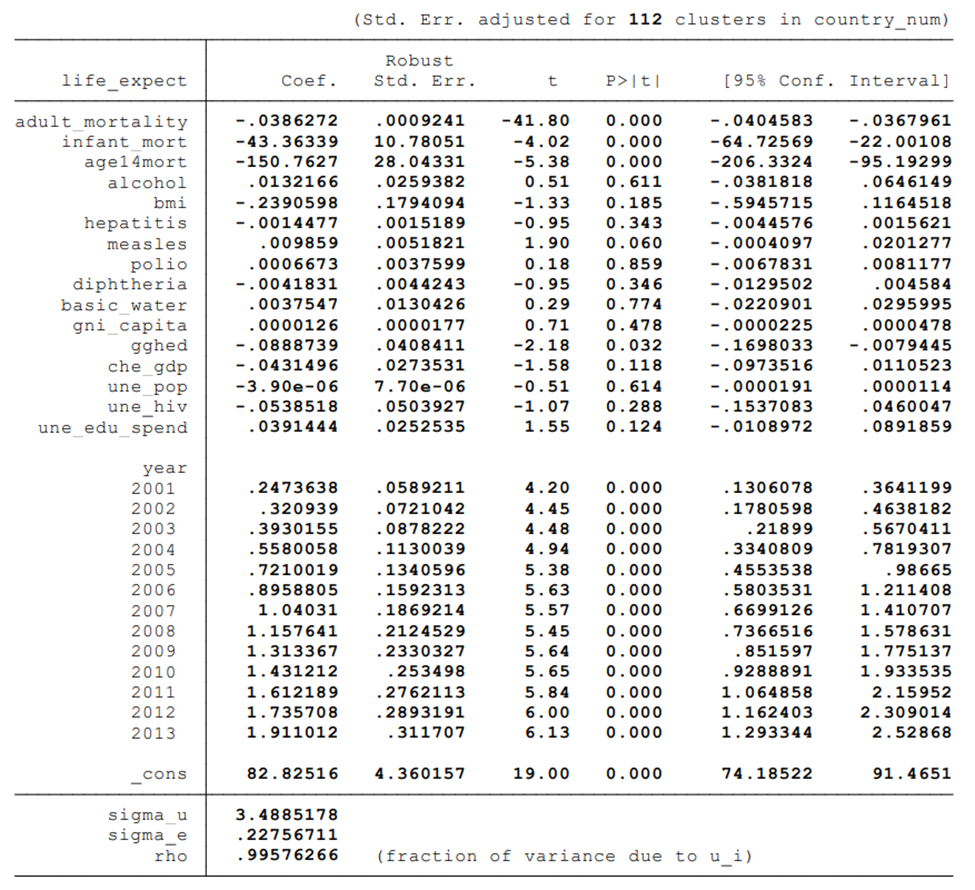 (Std. Err. adjusted for 112 clusters in country_num)
Robust
life_expect Coef. Std. Err. t P>|t| [95% Conf. Interval]
adult_mortality -.0386272 .0009241 -41.80 0.000 -.0404583 -.0367961
infant_mort -43.36339 10.78051 -4.02 0.000 -64.72569 -22.00108
age14mort -150.7627 28.04331 -5.38 0.000 -206.3324 -95.19299
alcohol .0132166 .0259382 0.51 0.611 -.0381818 .0646149
bmi -.2390598 .1794094 -1.33 0.185 -.5945715 .1164518
hepatitis -.0014477 .0015189 -0.95 0.343 -.0044576 .0015621
measles .009859 .0051821 1.90 0.060 -.0004097 .0201277
polio .0006673 .0037599 0.18 0.859 -.0067831 .0081177
diphtheria -.0041831 .0044243 -0.95 0.346 -.0129502 .004584
basic_water .0037547 .0130426 0.29 0.774 -.0220901 .0295995
gni_capita .0000126 .0000177 0.71 0.478 -.0000225 .0000478
gghed -.0888739 .0408411 -2.18 0.032 -.1698033 -.0079445
che_gdp -.0431496 .0273531 -1.58 0.118 -.0973516 .0110523
une_pop -3.90e-06 7.70e-06 -0.51 0.614 -.0000191 .0000114
une_hiv -.0538518 .0503927 -1.07 0.288 -.1537083 .0460047
une_edu_spend .0391444 .0252535 1.55 0.124 -.0108972 .0891859
year
2001 .2473638 .0589211 4.20 0.000 .1306078 .3641199
2002 .320939 .0721042 4.45 0.000 .1780598 .4638182
2003 .3930155 .0878222 4.48 0.000 .21899 .5670411
2004 .5580058 .1130039 4.94 0.000 .3340809 .7819307
2005 .7210019 .1340596 5.38 0.000 .4553538 .98665
2006 .8958805 .1592313 5.63 0.000 .5803531 1.211408
2007 1.04031 .1869214 5.57 0.000 .6699126 1.410707
2008 1.157641 .2124529 5.45 0.000 .7366516 1.578631
2009 1.313367 .2330327 5.64 0.000 .851597 1.775137
2010 1.431212 .253498 5.65 0.000 .9288891 1.933535
2011 1.612189 .2762113 5.84 0.000 1.064858 2.15952
2012 1.735708 .2893191 6.00 0.000 1.162403 2.309014
2013 1.911012 .311707 6.13 0.000 1.293344 2.52868
_cons 82.82516 4.360157 19.00 0.000 74.18522 91.4651
sigma_u 3.4885178
sigma_e .22756711
rho .99576266 (fraction of variance due to u_i)